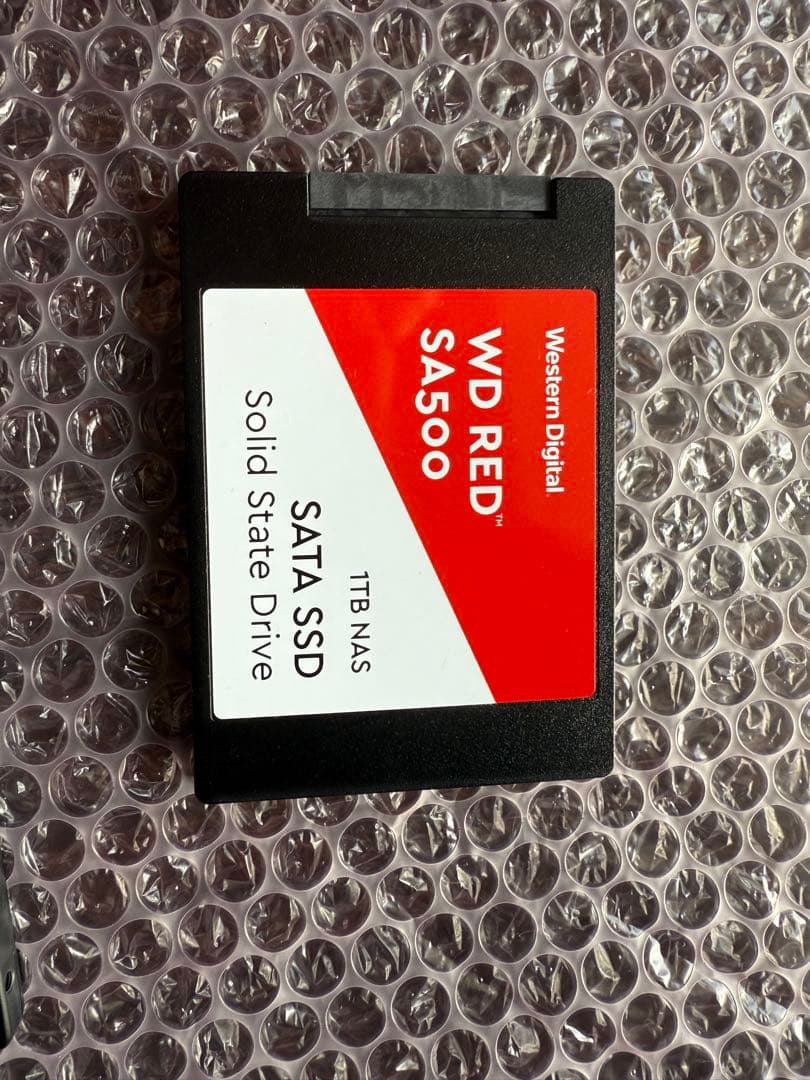 Western Digital.
WD RED™
SA500
1TB NAS
SATA SSD
Solid State Drive